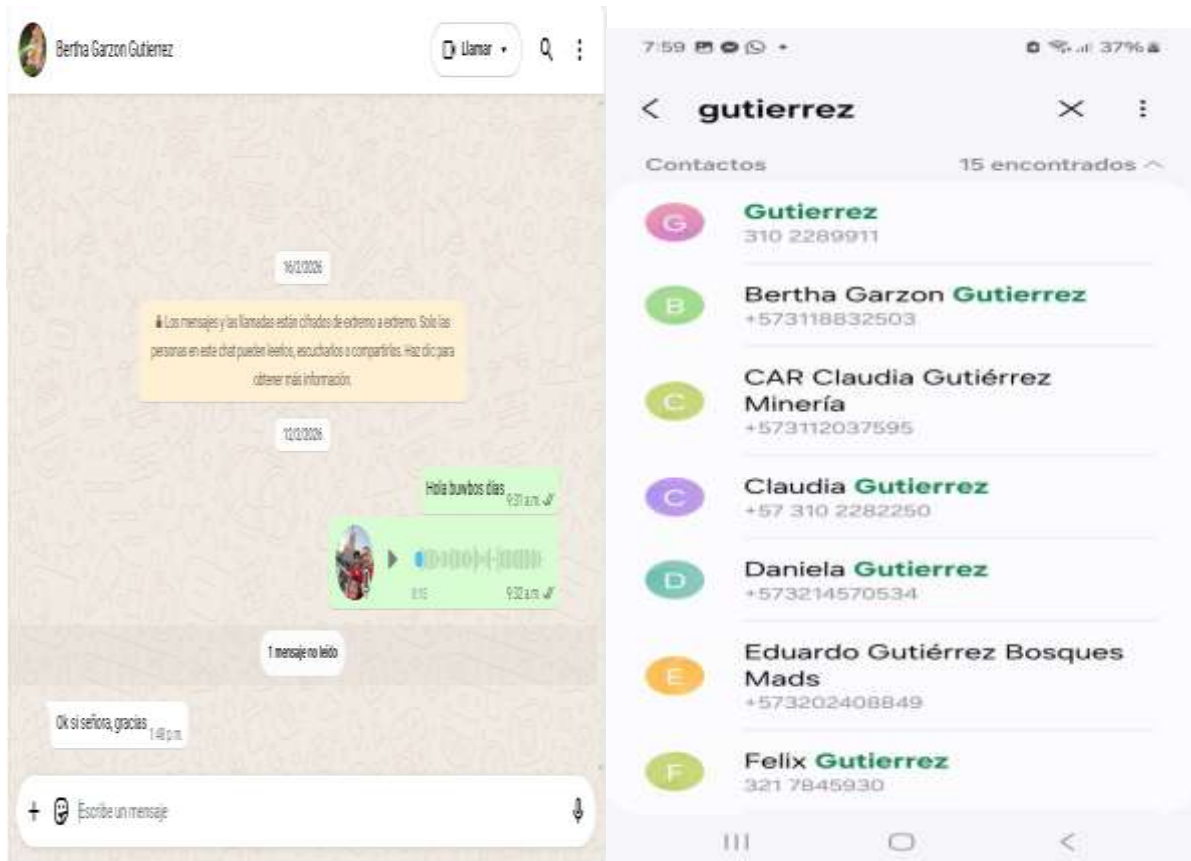 Bertha Garzon Gutierrez
Llamar
16/2/2026
Los mensajes y las llamadas están cifrados de extremo a extremo. Solo las
personas en este chat pueden leerlos, escucharlos o compartirlos. Haz clic para
obtener más información.
12/2/2026
Hola buwbos días
9:31 a.m.
0:15
9:32 a.m.
1 mensaje no leído
Ok si señora, gracias
1:48 p.m.
Escribe un mensaje
7:59
37%
gutierrez
Contactos
15 encontrados
G
Gutierrez
310 2289911
B
Bertha Garzon Gutierrez
+573118832503
C
CAR Claudia Gutiérrez
Minería
+573112037595
C
Claudia Gutierrez
+57 310 2282250
D
Daniela Gutierrez
+573214570534
E
Eduardo Gutiérrez Bosques
Mads
+573202408849
F
Felix Gutierrez
321 7845930